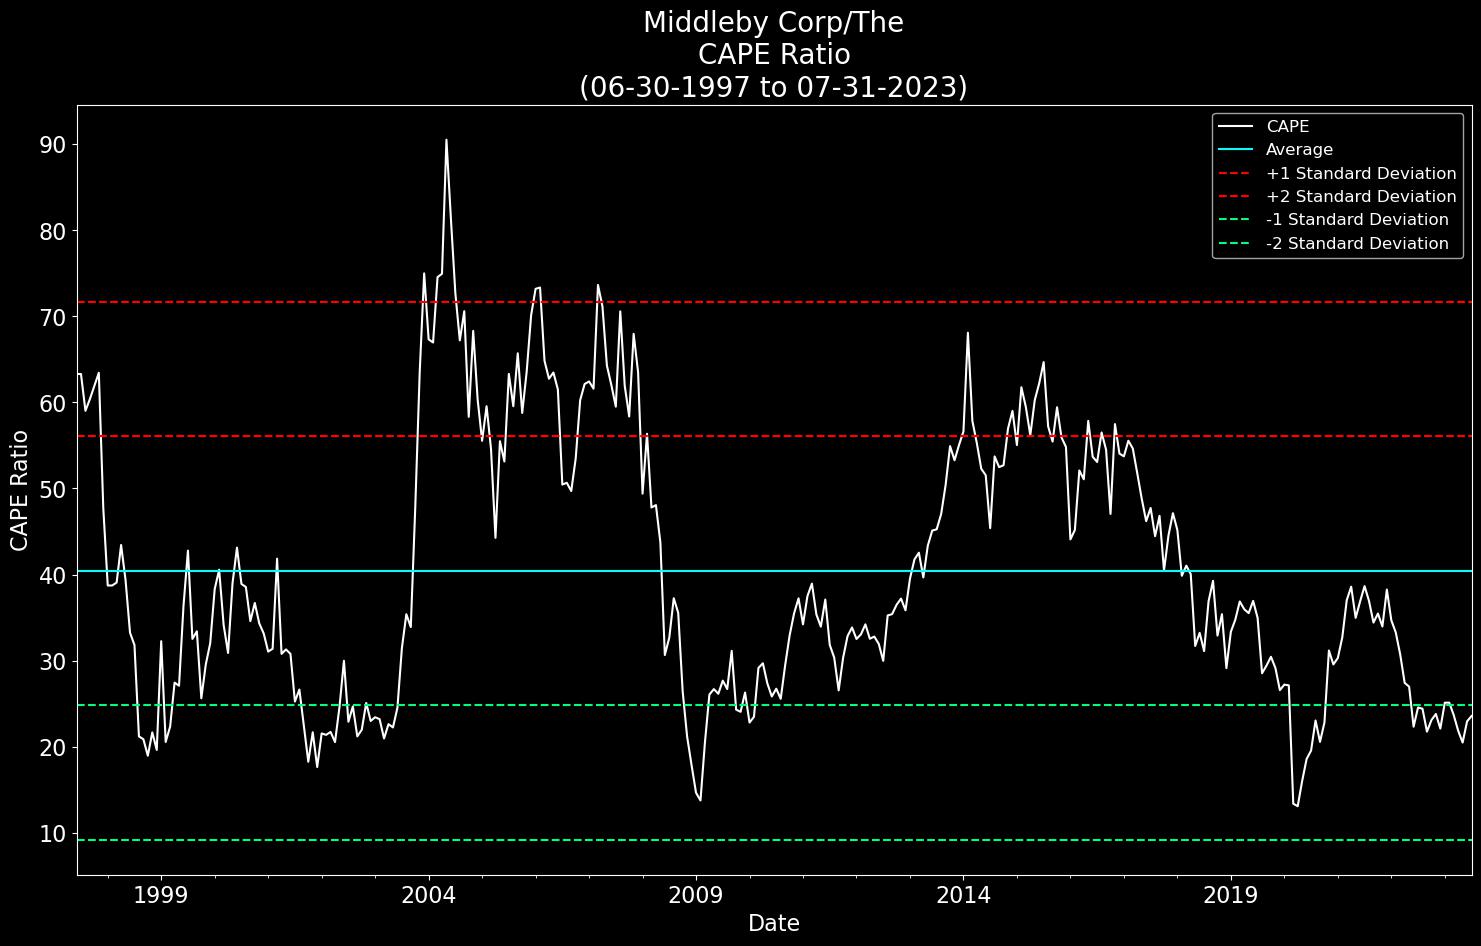 Middleby Corp/The
CAPE Ratio
(06-30-1997 to 07-31-2023)
CAPE
Average
+1 Standard Deviation
+2 Standard Deviation
-1 Standard Deviation
-2 Standard Deviation
CAPE Ratio
90
80
70
60
50
40
30
20
10
1999 2004 2009 2014 2019
Date